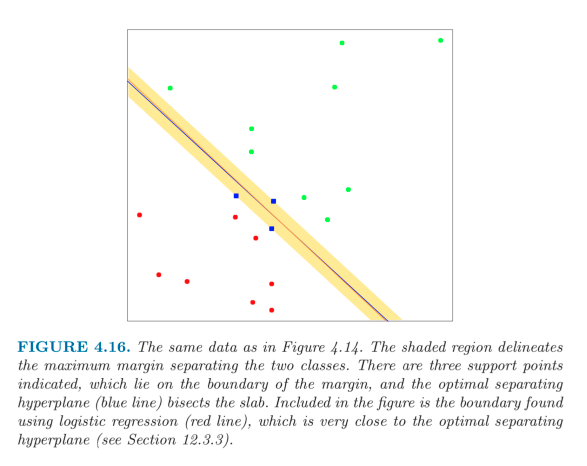 FIGURE 4.16. The same data as in Figure 4.14. The shaded region delineates
the maximum margin separating the two classes. There are three support points
indicated, which lie on the boundary of the margin, and the optimal separating
hyperplane (blue line) bisects the slab. Included in the figure is the boundary found
using logistic regression (red line), which is very close to the optimal separating
hyperplane (see Section 12.3.3).